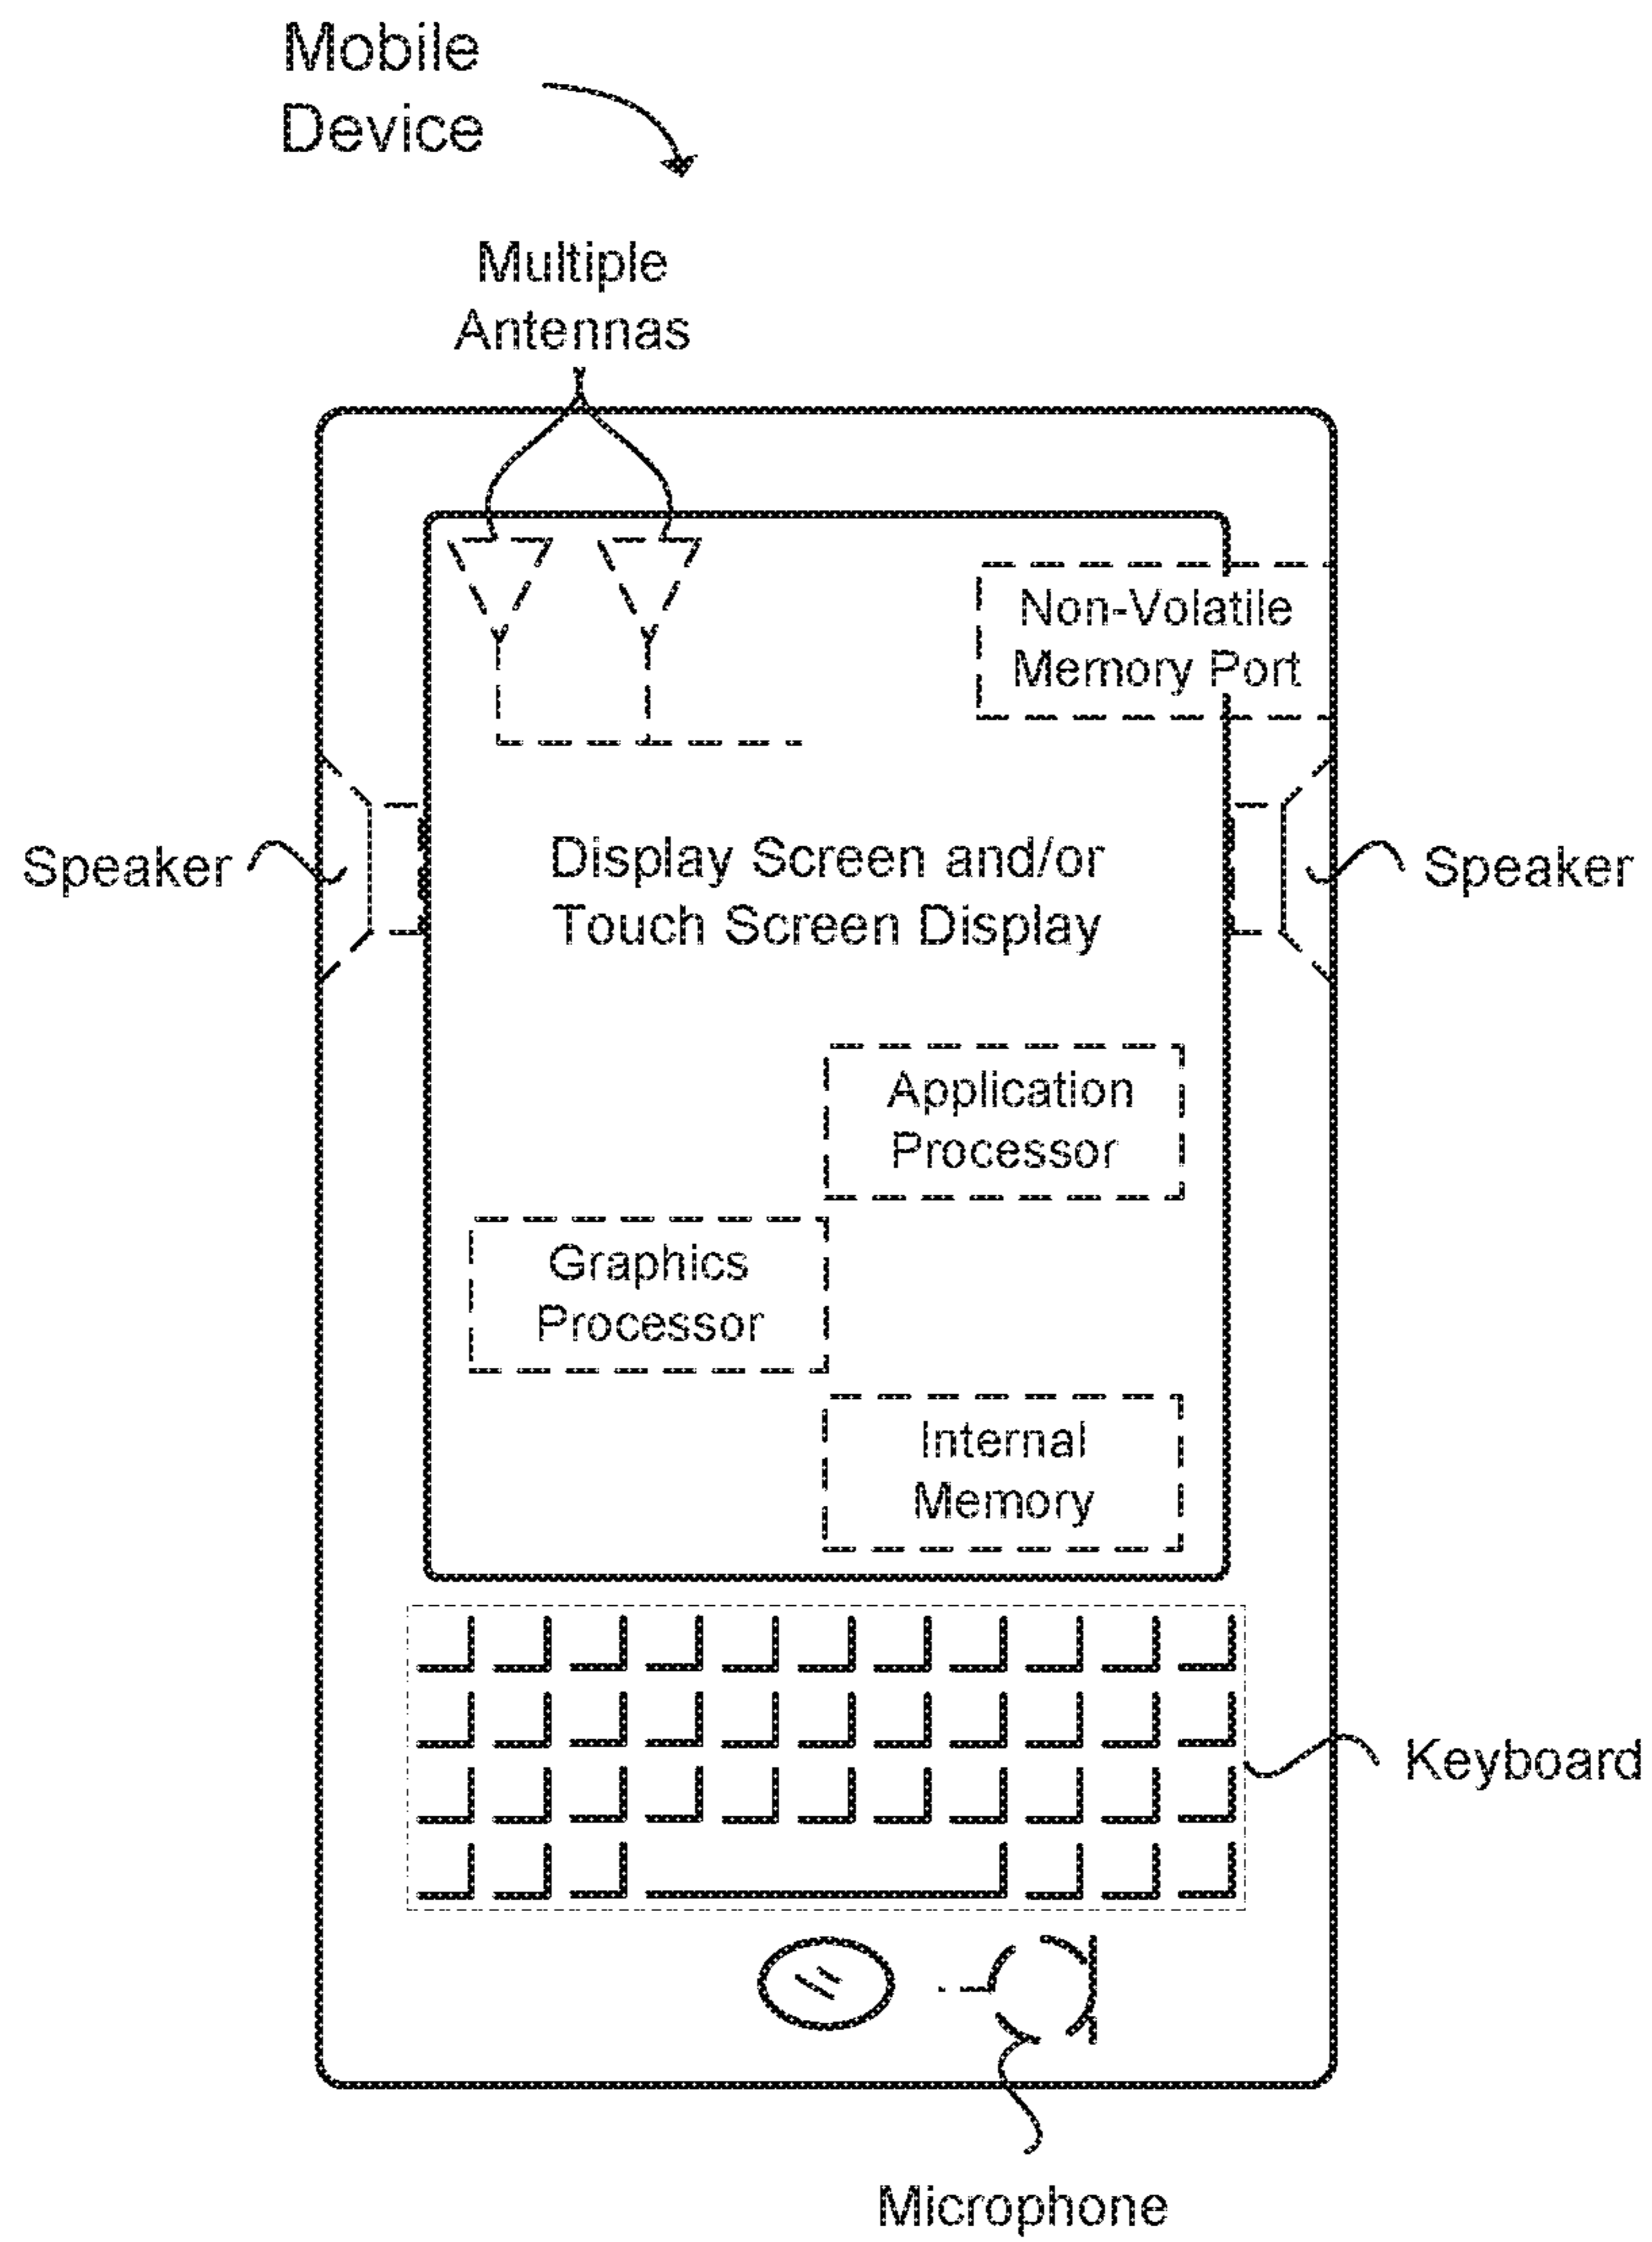 Mobile
Device
Multiple
Antennas
Non-Volatile
Memory Port
Speaker
Display Screen and/or
Touch Screen Display
Speaker
Application
Processor
Graphics
Processor
Internal
Memory
Keyboard
Microphone